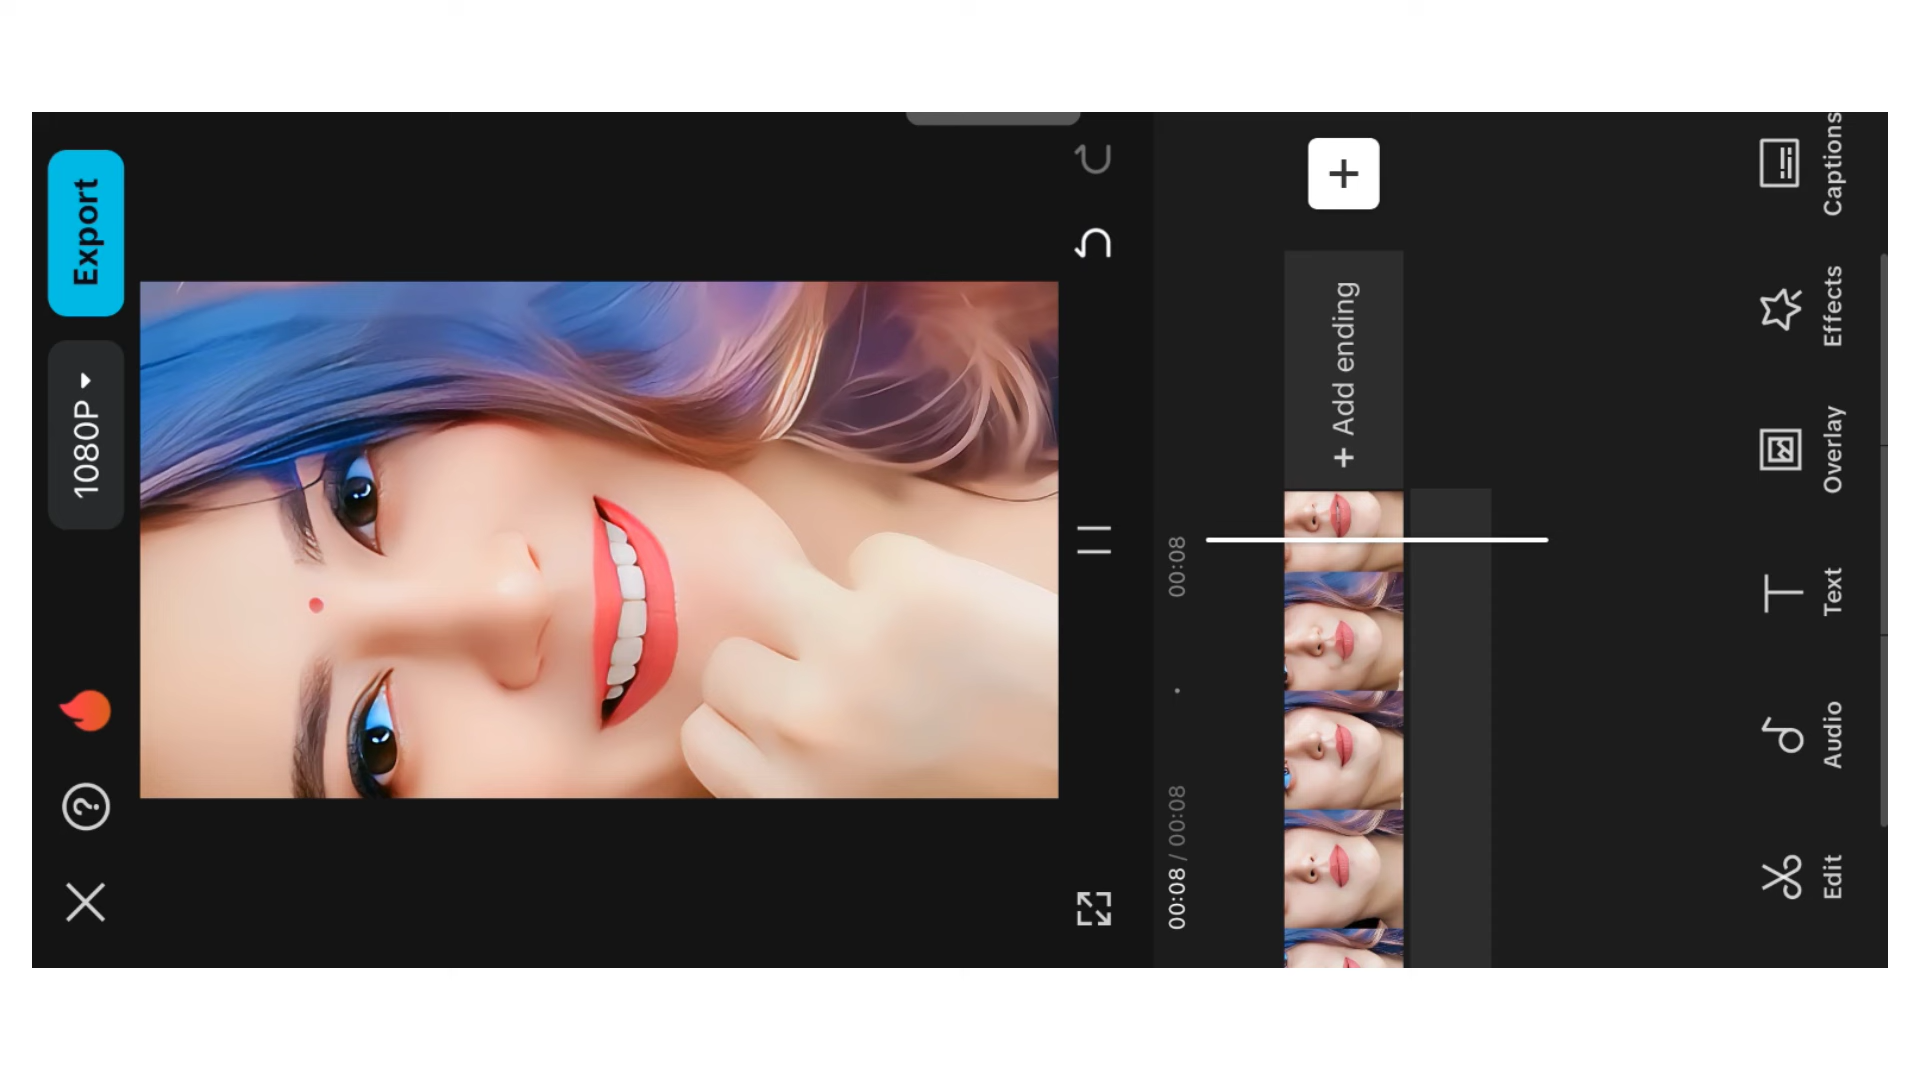 1080P
Export
00:08 / 00:08
00:08
+ Add ending
Edit
Audio
Text
Overlay
Effects
Captions